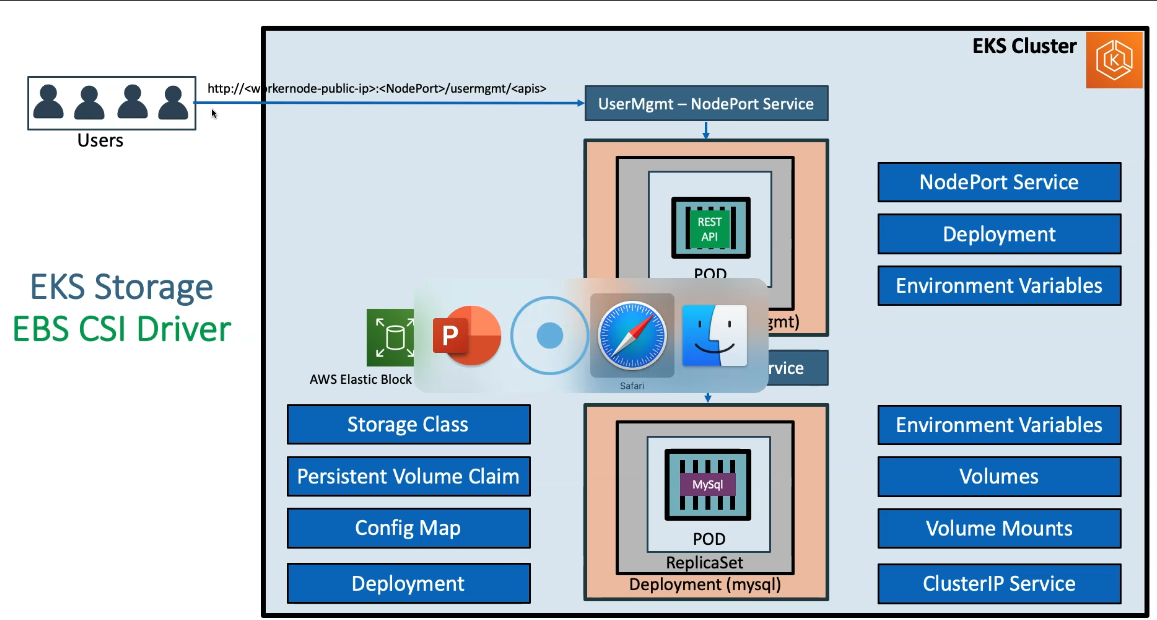 EKS Cluster
K
http://<workernode-public-ip>:<NodePort>/usermgmt/<apis>
Users
UserMgmt – NodePort Service
REST
API
POD
gmt)
rvice
NodePort Service
Deployment
Environment Variables
EKS Storage
EBS CSI Driver
AWS Elastic Block
P
Safari
Storage Class
Persistent Volume Claim
Config Map
Deployment
MySql
POD
ReplicaSet
Deployment (mysql)
Environment Variables
Volumes
Volume Mounts
ClusterIP Service